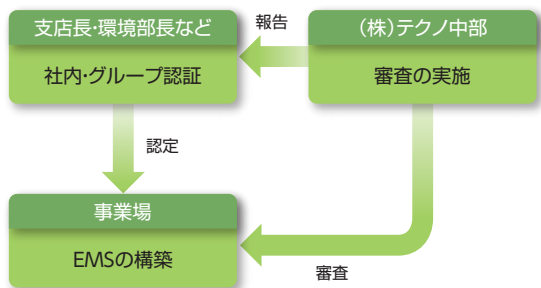 支店長・環境部長など
社内・グループ認証
報告
（株）テクノ中部
審査の実施
認定
事業場
EMSの構築
審査